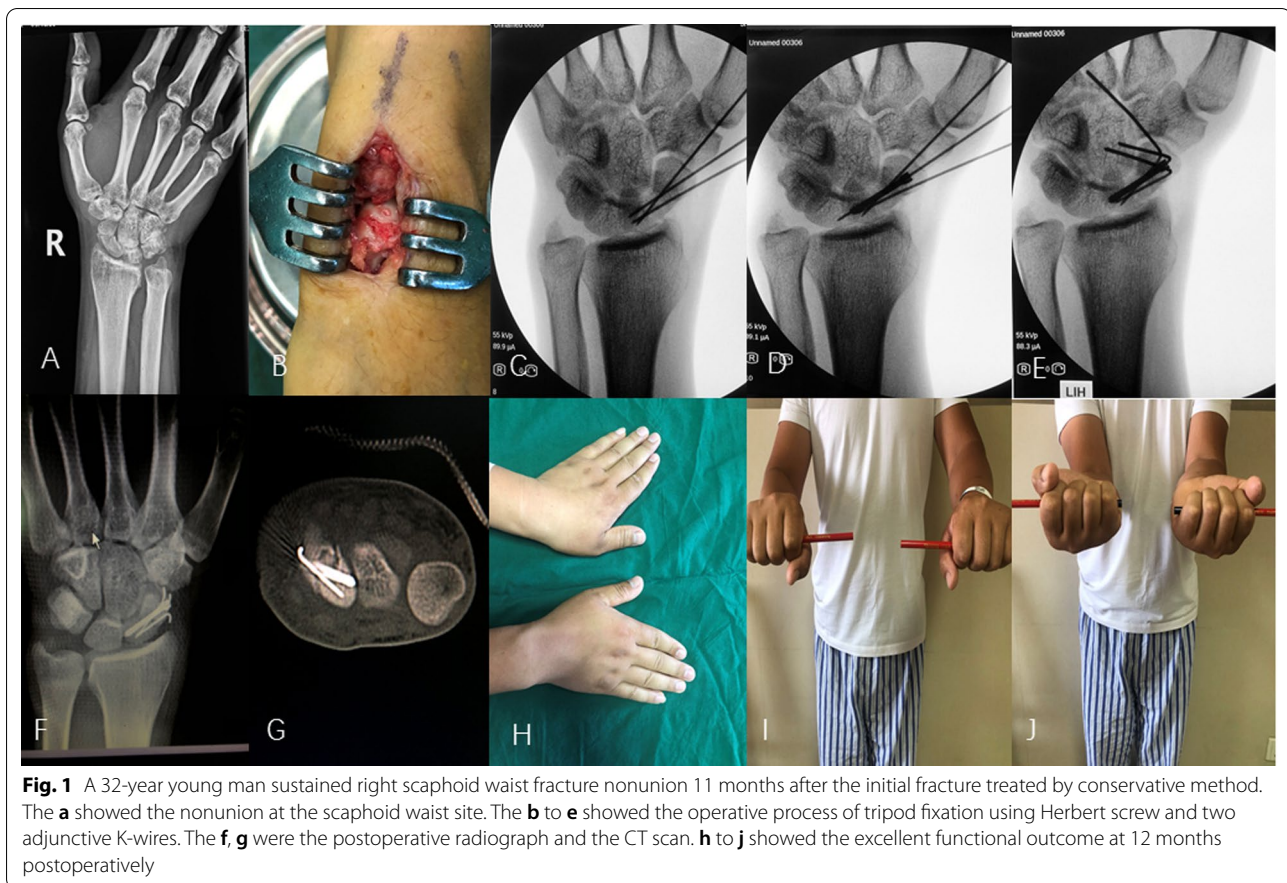 Unnamed 00306
Unnamed 00306
Unnamed 00306
R
A
B
55 kVp
89.9 µA
R
C
8
55 kVp
89.1 µA
R
D
55 kVp
88.3 µA
R
E
LIH
F
G
H
I
J
Fig. 1 A 32-year young man sustained right scaphoid waist fracture nonunion 11 months after the initial fracture treated by conservative method.
The a showed the nonunion at the scaphoid waist site. The b to e showed the operative process of tripod fixation using Herbert screw and two
adjunctive K-wires. The f, g were the postoperative radiograph and the CT scan. h to j showed the excellent functional outcome at 12 months
postoperatively